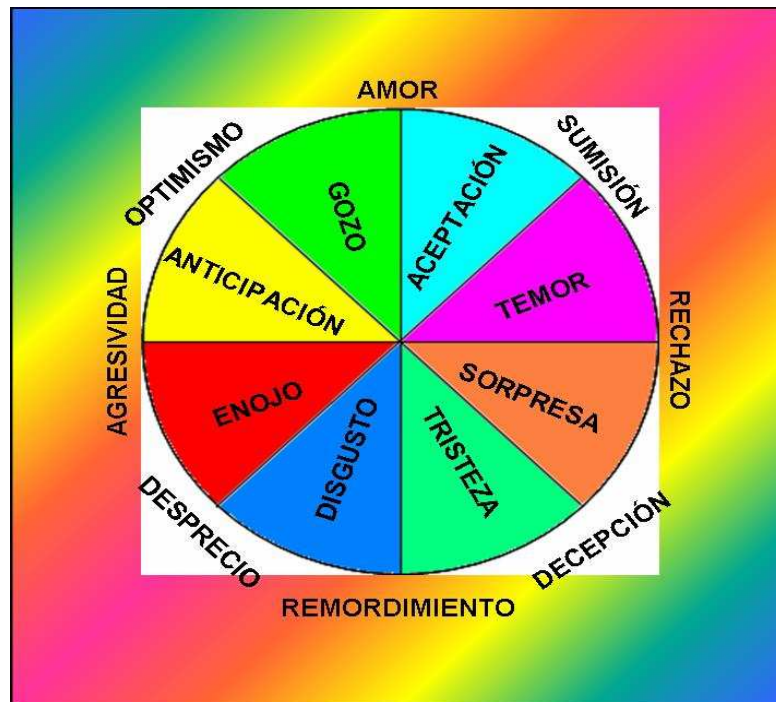 AMOR
OPTIMISMO
SUMISIÓN
GOZO
ACEPTACIÓN
ANTICIPACIÓN
TEMOR
AGRESIVIDAD
RECHAZO
ENOJO
SORPRESA
DISGUSTO
TRISTEZA
DESPRECIO
DECEPCIÓN
REMORDIMIENTO